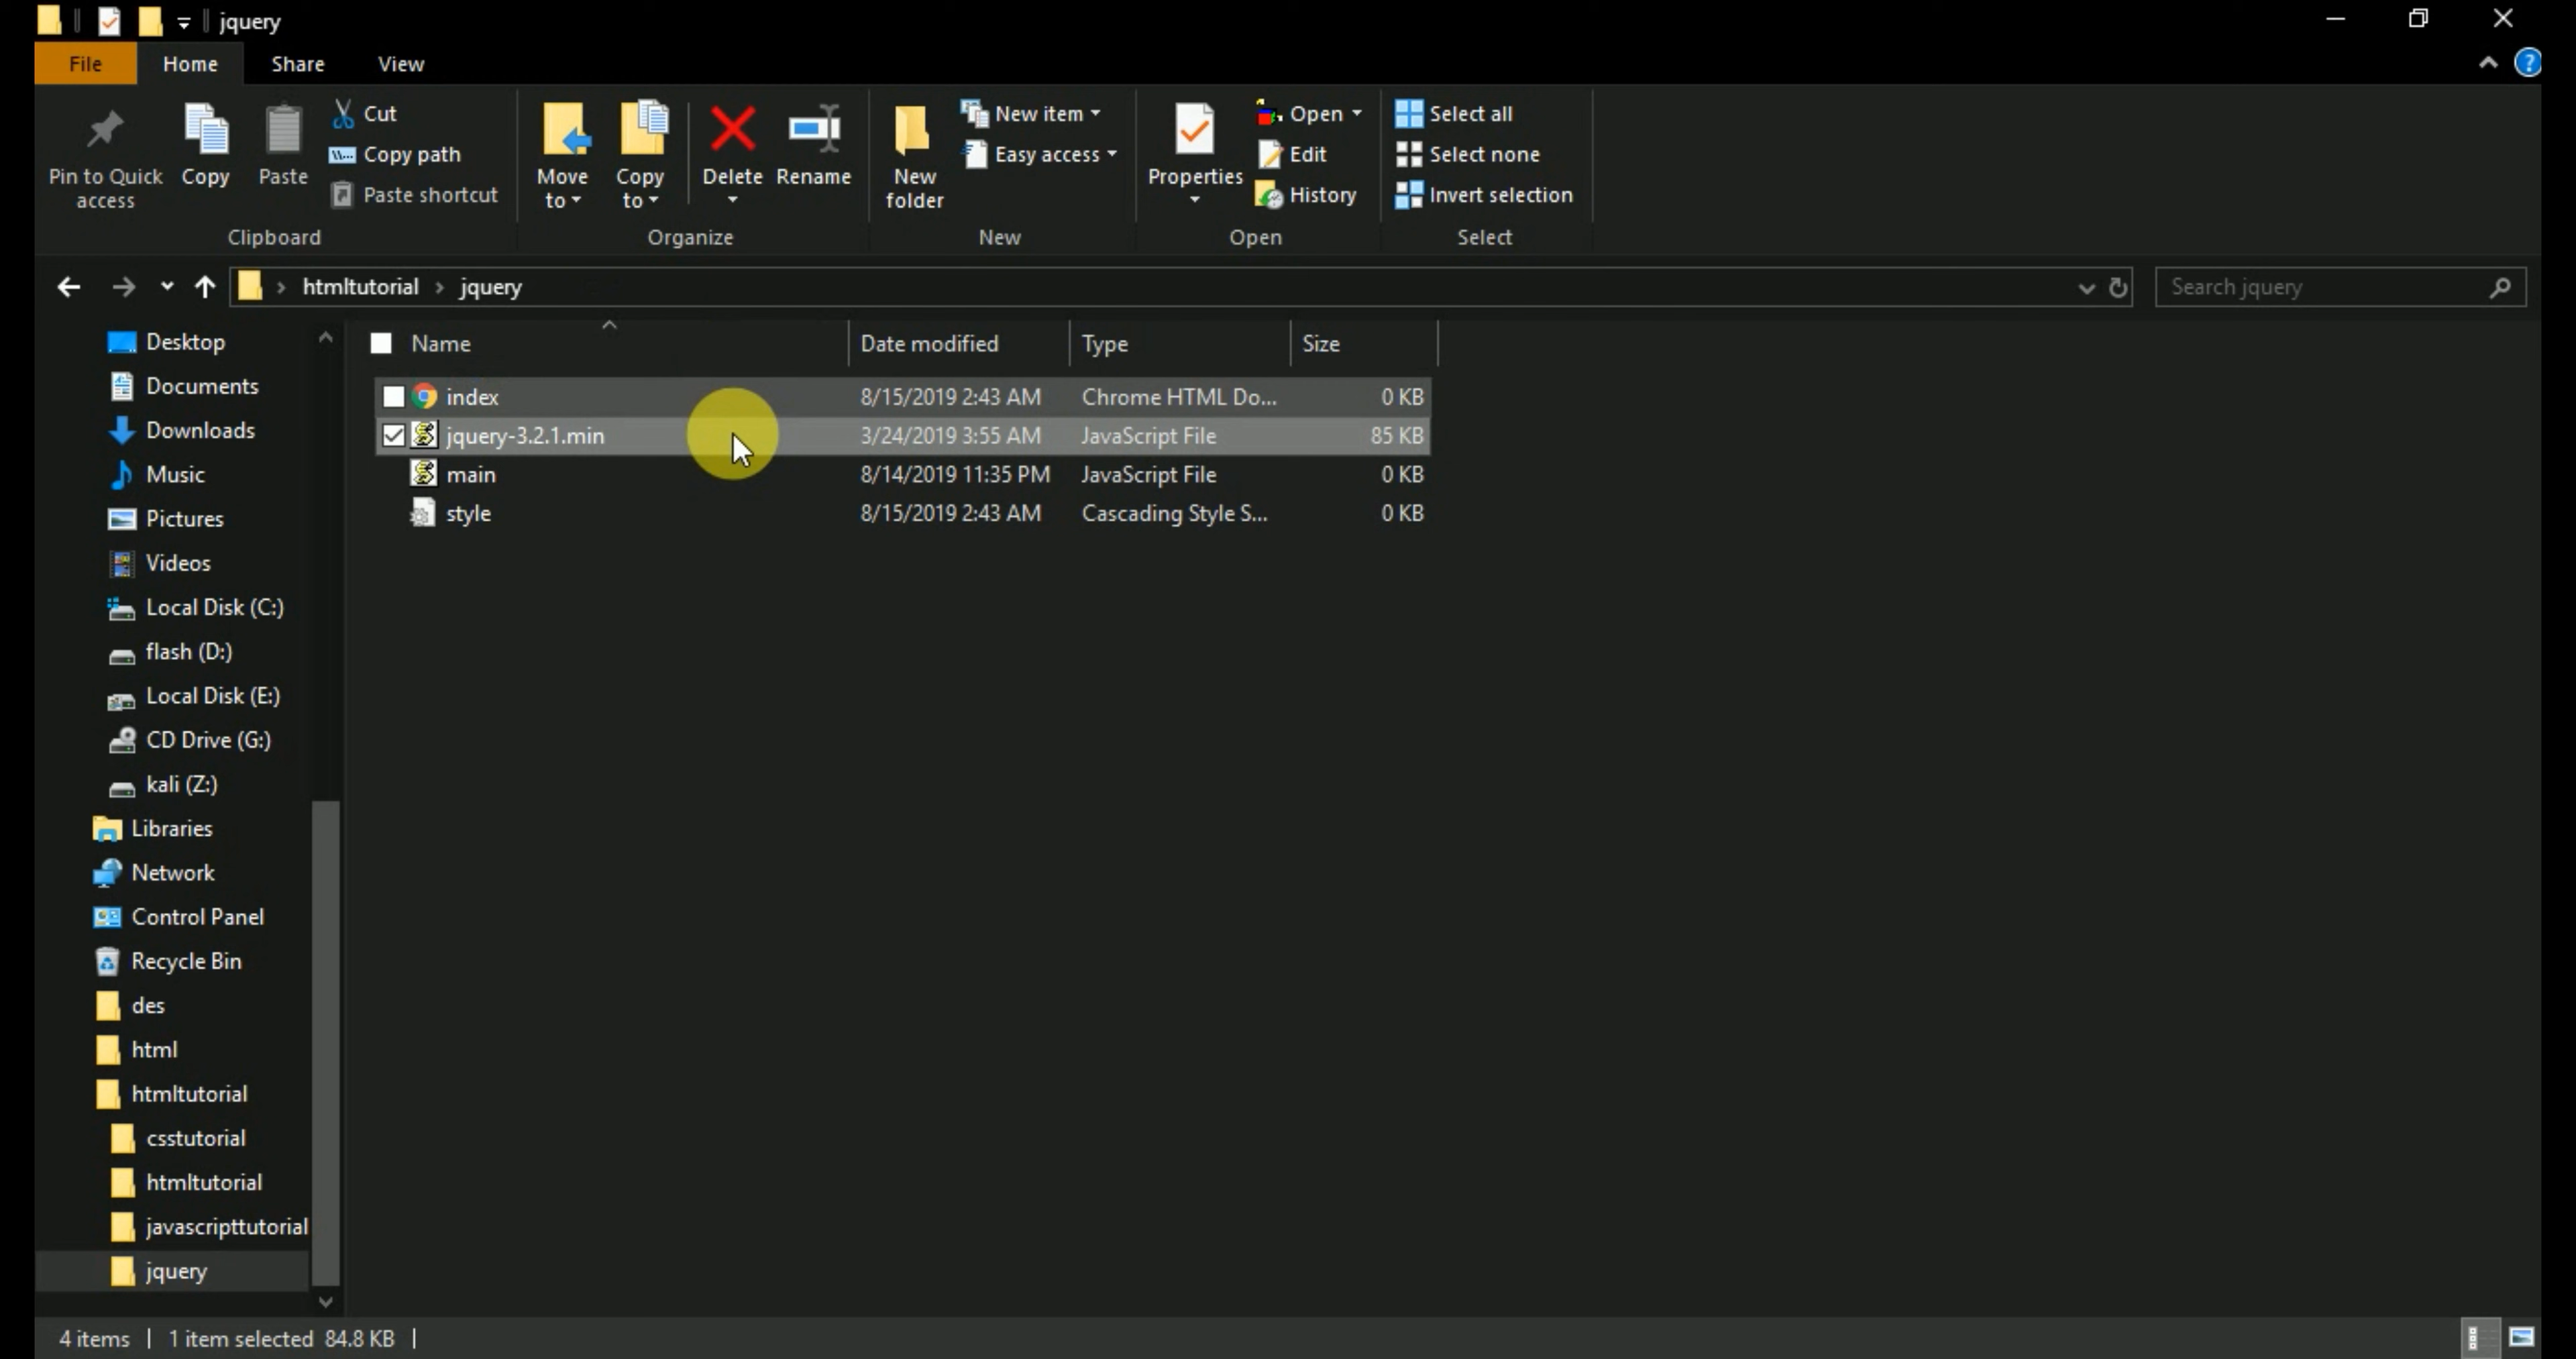 jquery
File Home Share View
Pin to Quick access
Copy
Paste
Cut
Copy path
Paste shortcut
Clipboard
Move to
Copy to
Delete
Rename
Organize
New folder
New item
Easy access
New
Properties
Open
Edit
History
Open
Select all
Select none
Invert selection
Select
htmltutorial › jquery
Search jquery
Name Date modified Type Size
index 8/15/2019 2:43 AM Chrome HTML Do... 0 KB
jquery-3.2.1.min 3/24/2019 3:55 AM JavaScript File 85 KB
main 8/14/2019 11:35 PM JavaScript File 0 KB
style 8/15/2019 2:43 AM Cascading Style S... 0 KB
Desktop
Documents
Downloads
Music
Pictures
Videos
Local Disk (C:)
flash (D:)
Local Disk (E:)
CD Drive (G:)
kali (Z:)
Libraries
Network
Control Panel
Recycle Bin
des
html
htmltutorial
csstutorial
htmltutorial
javascripttutorial
jquery
4 items | 1 item selected 84.8 KB |